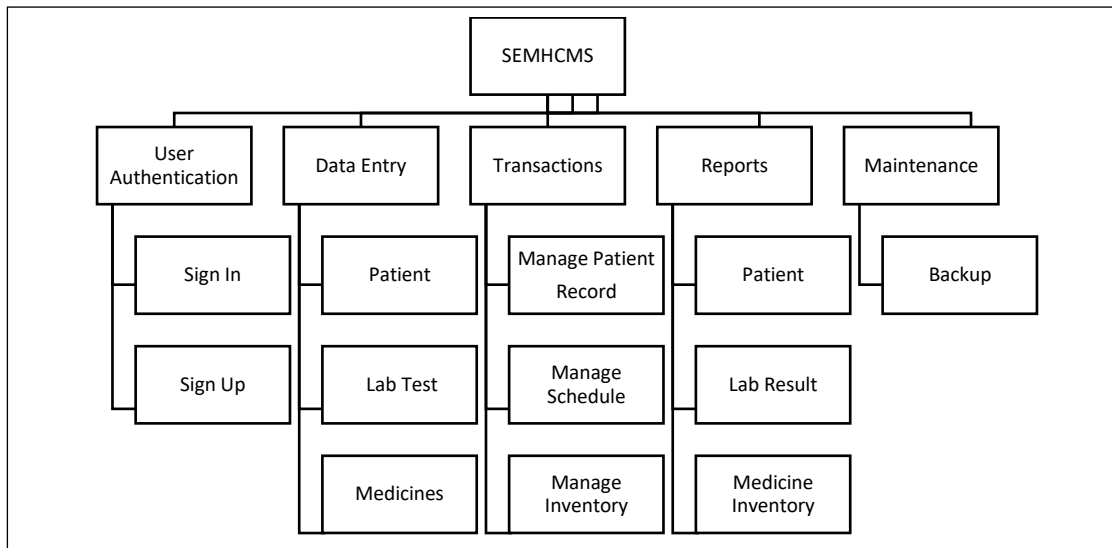 SEMHCMS
User
Authentication
Data Entry
Transactions
Reports
Maintenance
Sign In
Patient
Manage Patient
Record
Patient
Backup
Sign Up
Lab Test
Manage
Schedule
Lab Result
Medicines
Manage
Inventory
Medicine
Inventory